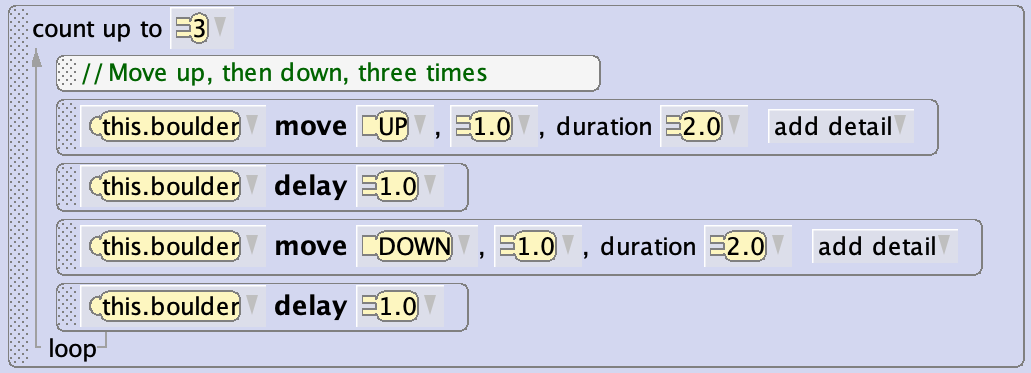 count up to 3
// Move up, then down, three times
this.boulder move UP , 1.0 , duration 2.0 add detail
this.boulder delay 1.0
this.boulder move DOWN , 1.0 , duration 2.0 add detail
this.boulder delay 1.0
loop